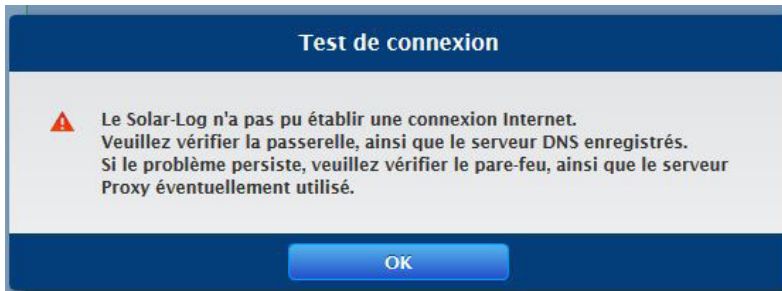 Test de connexion
Le Solar-Log n'a pas pu établir une connexion Internet.
Veuillez vérifier la passerelle, ainsi que le serveur DNS enregistrés.
Si le problème persiste, veuillez vérifier le pare-feu, ainsi que le serveur
Proxy éventuellement utilisé.
OK